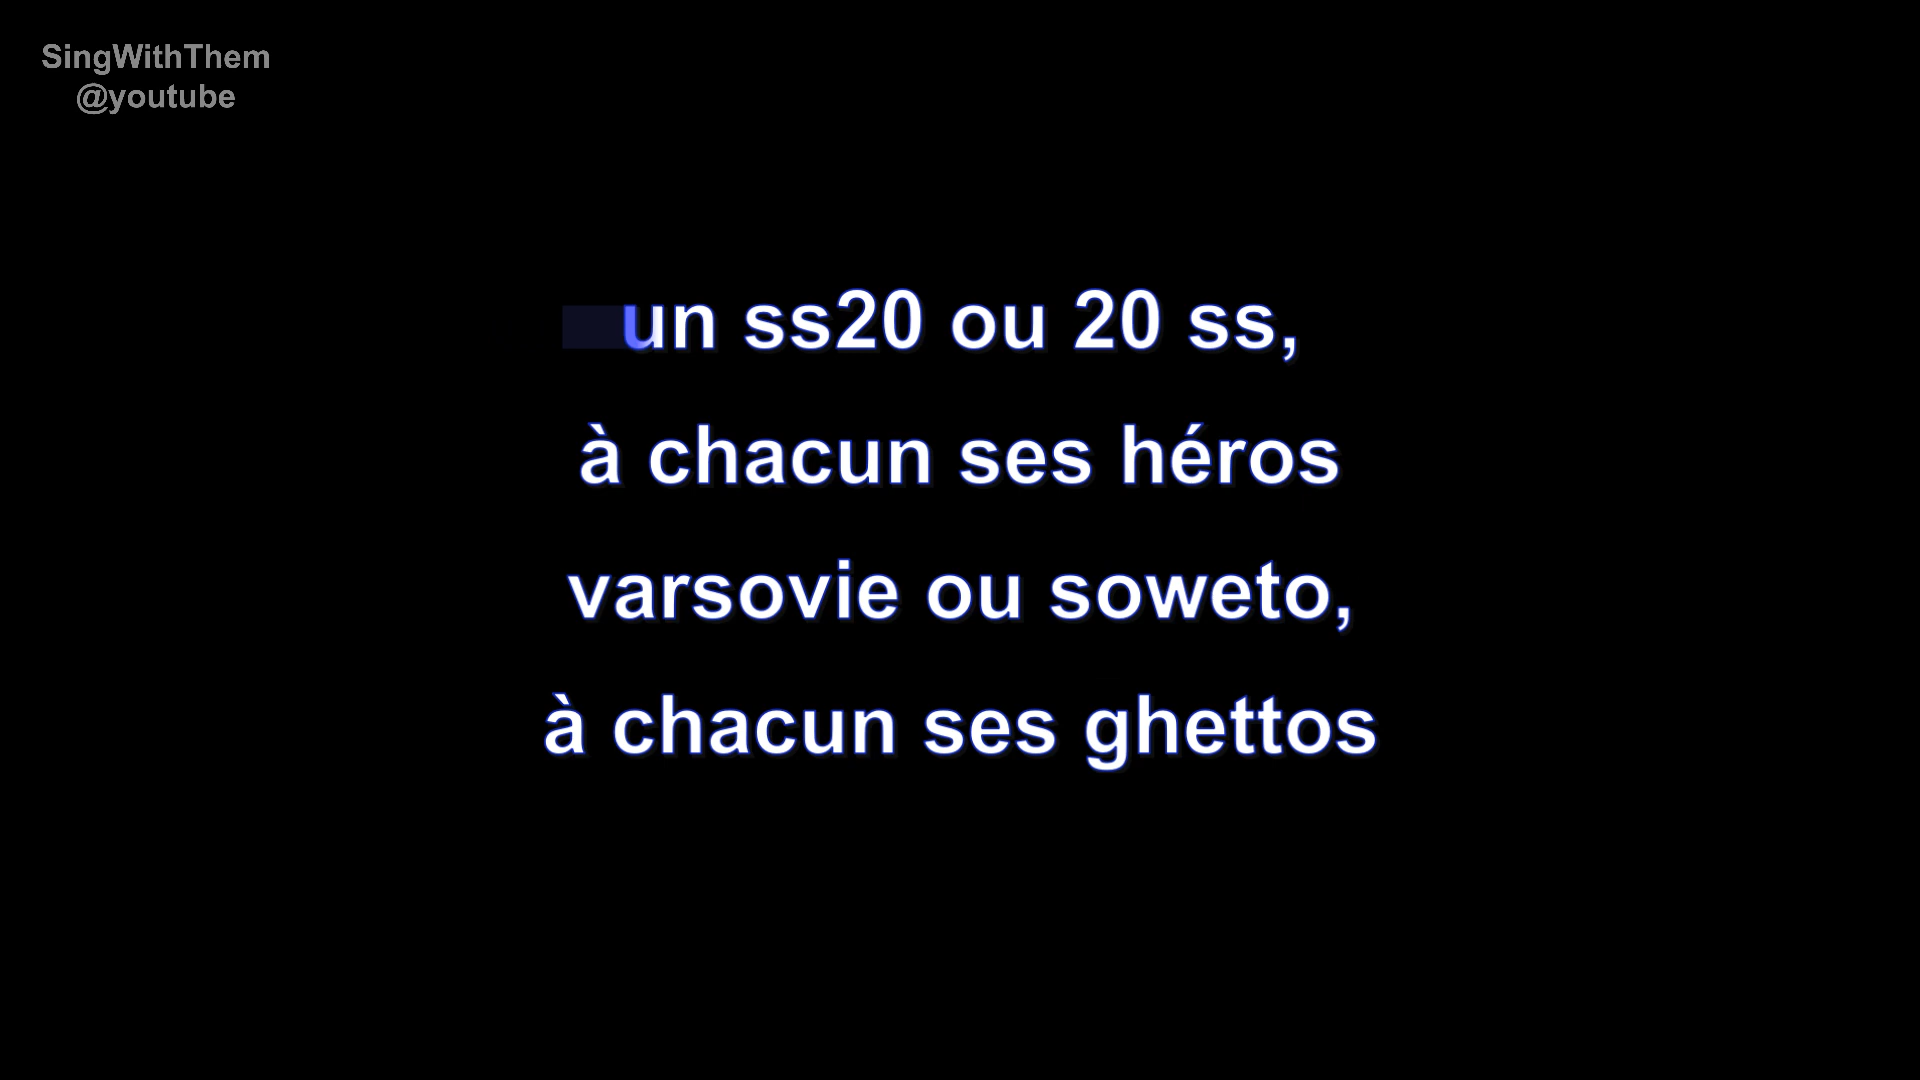 SingWithThem
@youtube
un ss20 ou 20 ss,
à chacun ses héros
varsovie ou soweto,
à chacun ses ghettos